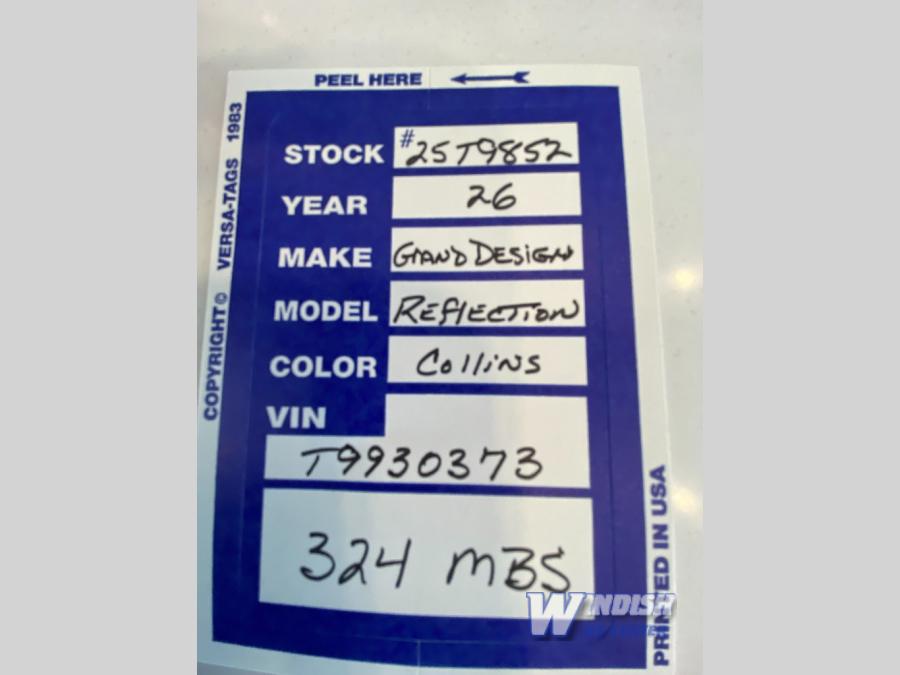 PEEL HERE
COPYRIGHT © VERSA-TAGS 1983
STOCK #25T9852
YEAR 26
MAKE GRAND DESIGN
MODEL REFLECTION
COLOR Collins
VIN
T9930373
324 MBS
PRINTED IN USA
WINDISH